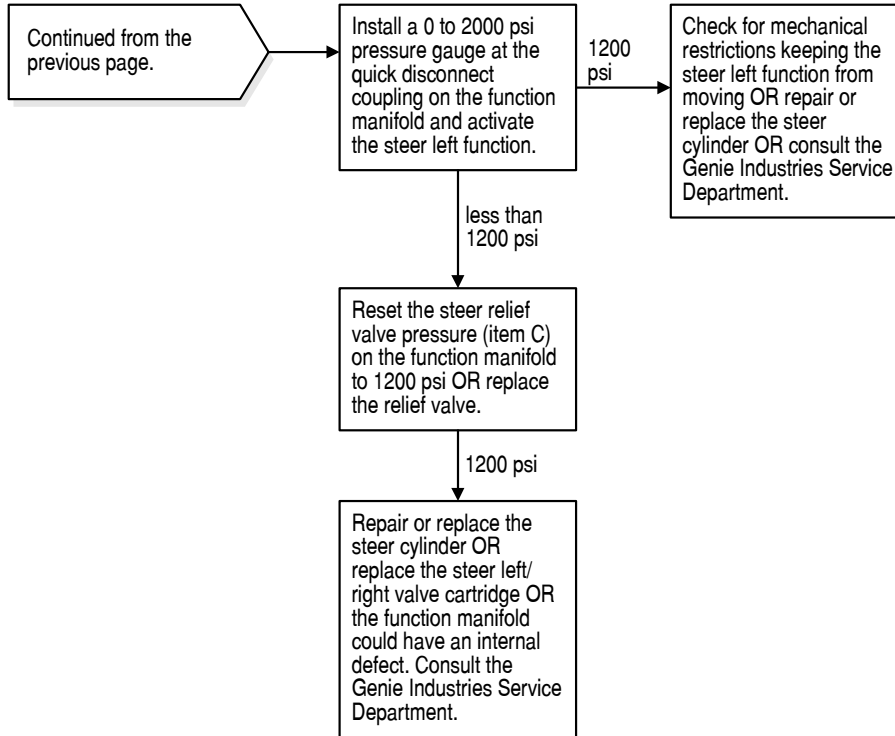 Continued from the
previous page.
Install a 0 to 2000 psi
pressure gauge at the
quick disconnect
coupling on the function
manifold and activate
the steer left function.
1200
psi
Check for mechanical
restrictions keeping the
steer left function from
moving OR repair or
replace the steer
cylinder OR consult the
Genie Industries Service
Department.
less than
1200 psi
Reset the steer relief
valve pressure (item C)
on the function manifold
to 1200 psi OR replace
the relief valve.
1200 psi
Repair or replace the
steer cylinder OR
replace the steer left/
right valve cartridge OR
the function manifold
could have an internal
defect. Consult the
Genie Industries Service
Department.